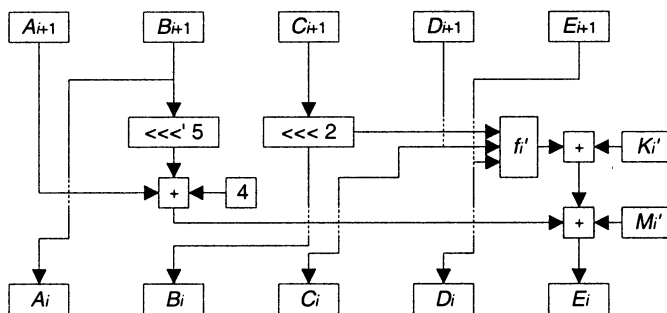 Ai+1 Bi+1 Ci+1 Di+1 Ei+1
<<<' 5 <<< 2 fi' + Ki'
+ 4
+ Mi'
Ai Bi Ci Di Ei